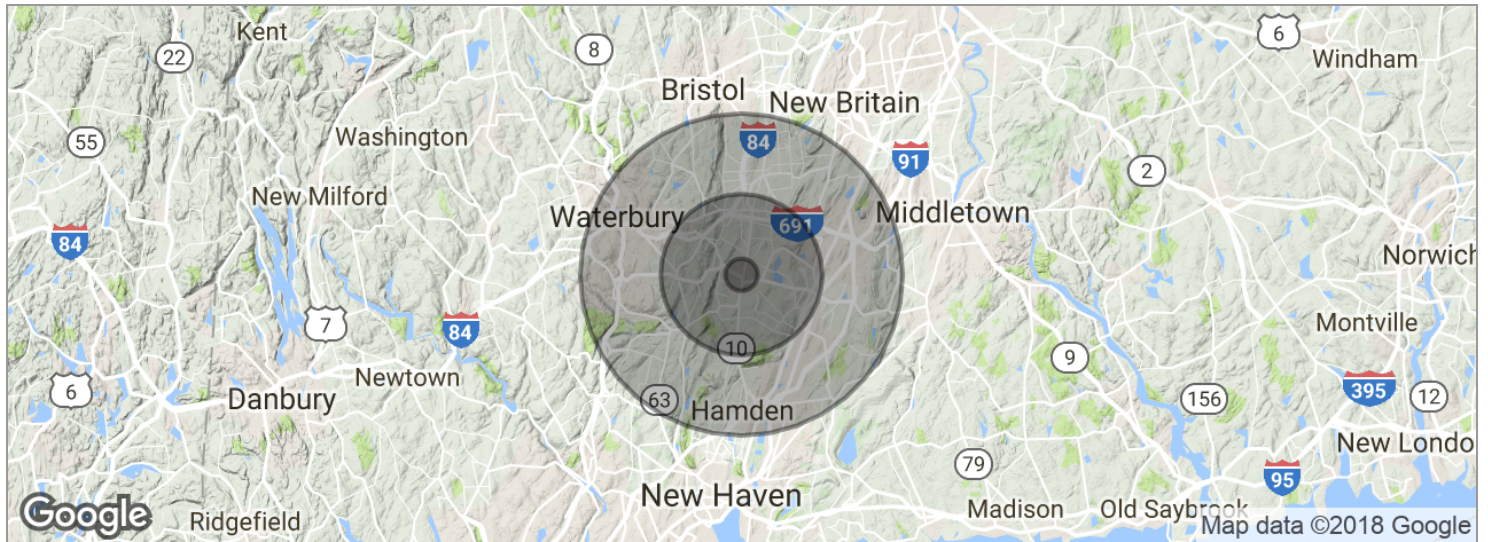 Kent
22
8
6
Windham
Bristol
New Britain
55
Washington
84
91
2
New Milford
Waterbury
691
Middletown
84
Norwich
7
84
10
Montville
9
6
Newtown
Danbury
63
Hamden
156
395
12
New Londo
79
95
New Haven
Madison
Old Saybrook
Google
Ridgefield
Map data ©2018 Google